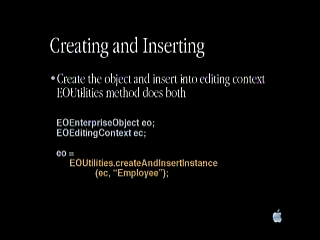 Creating and Inserting
• Create the object and insert into editing context
EOUtilities method does both
EOEnterpriseObject eo;
EOEditingContext ec;
eo =
EOUtilities.createAndInsertInstance
(ec, “Employee”);